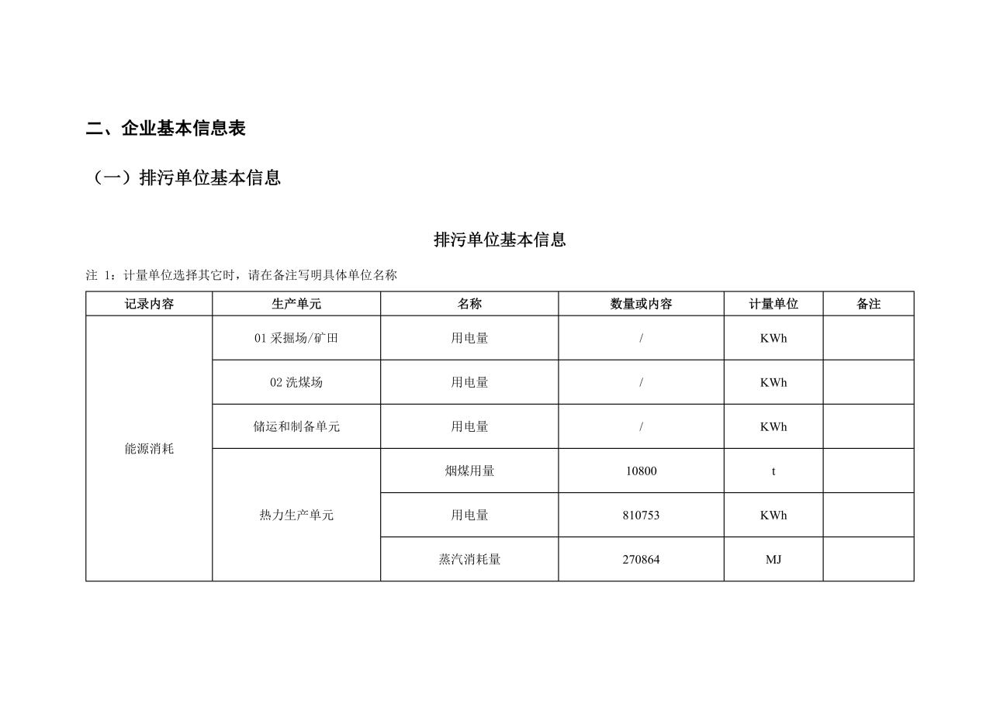 二、企业基本信息表
（一）排污单位基本信息
排污单位基本信息
注 1：计量单位选择其它时，请在备注写明具体单位名称
记录内容 生产单元 名称 数量或内容 计量单位 备注
能源消耗
01 采掘场/矿田 用电量 / KWh
02 洗煤场 用电量 / KWh
储运和制备单元 用电量 / KWh
热力生产单元
烟煤用量 10800 t
用电量 810753 KWh
蒸汽消耗量 270864 MJ